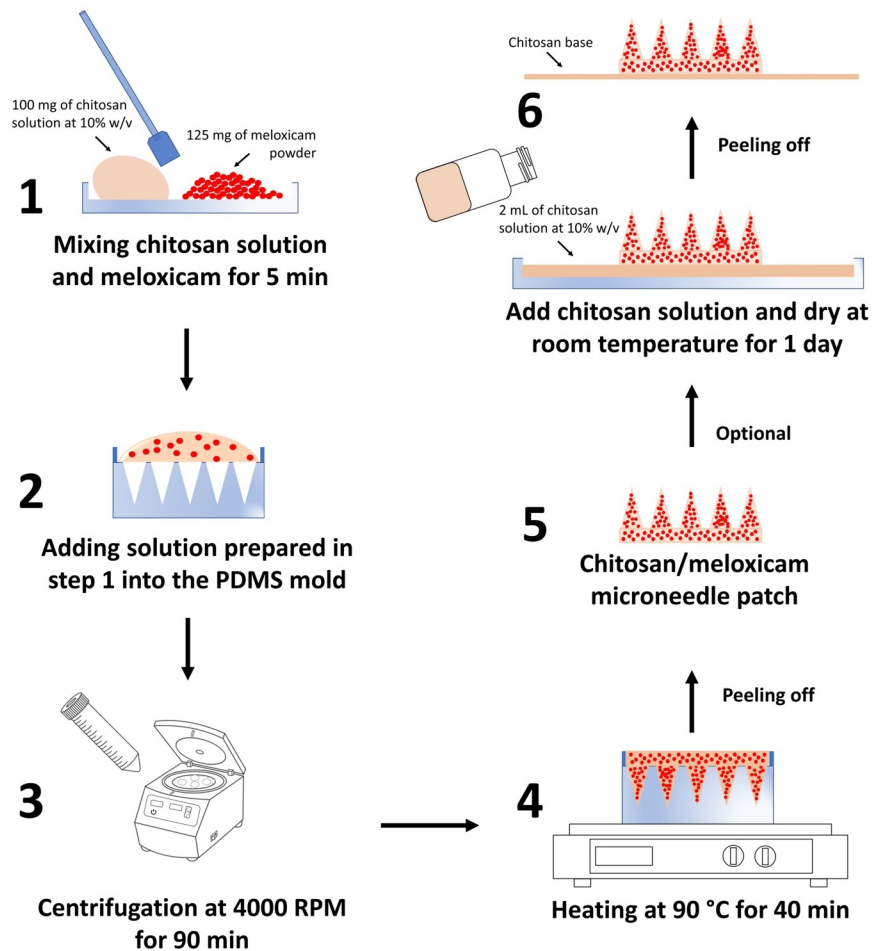 100 mg of chitosan
solution at 10% w/v
125 mg of meloxicam
powder
1
Mixing chitosan solution
and meloxicam for 5 min
2
Adding solution prepared in
step 1 into the PDMS mold
3
Centrifugation at 4000 RPM
for 90 min
4
Heating at 90 °C for 40 min
Peeling off
5
Chitosan/meloxicam
microneedle patch
Optional
2 mL of chitosan
solution at 10% w/v
Add chitosan solution and dry at
room temperature for 1 day
Peeling off
6
Chitosan base